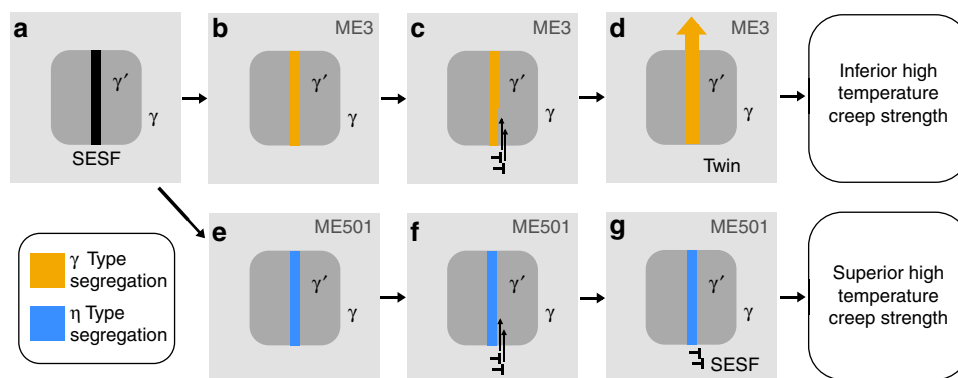 a
γ′
γ
SESF
b
ME3
γ′
γ
c
ME3
γ′
γ
d
ME3
γ′
γ
Twin
Inferior high
temperature
creep strength
γ Type
segregation
η Type
segregation
e
ME501
γ′
γ
f
ME501
γ′
γ
g
ME501
γ′
γ
SESF
Superior high
temperature
creep strength